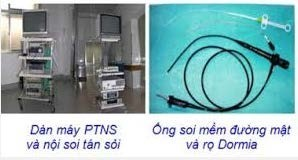 Dàn máy PTNS
và nội soi tán sỏi
Ống soi mềm đường mật
và rọ Dormia